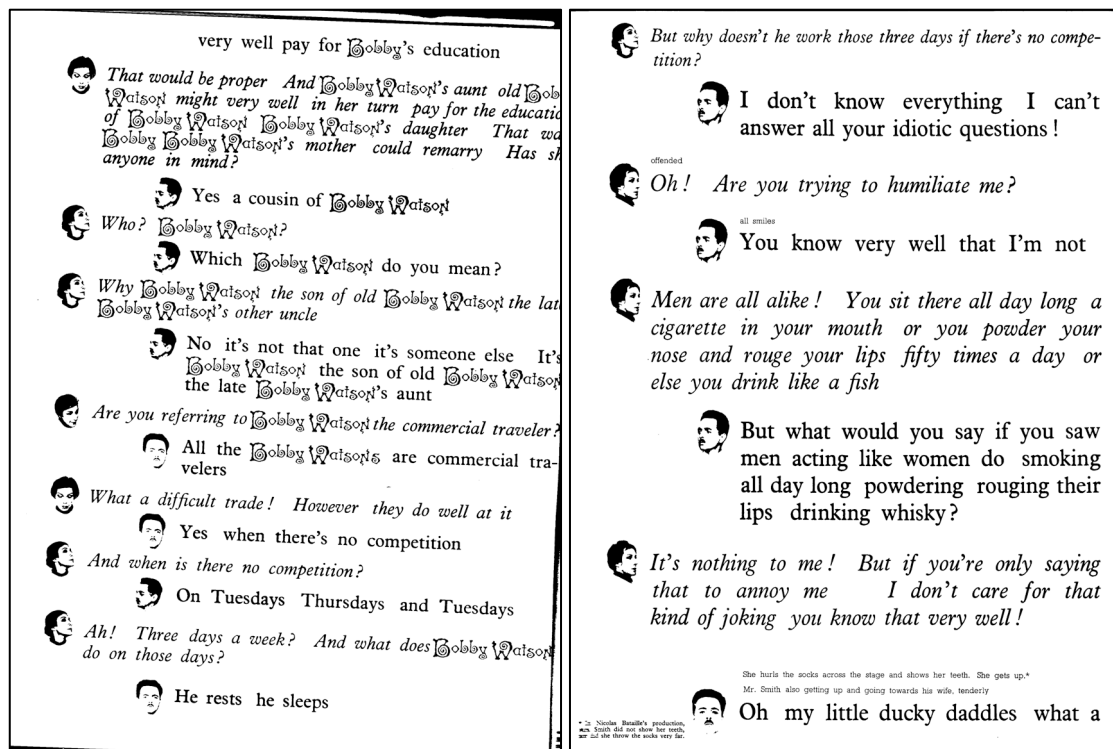 very well pay for Bobby's education
That would be proper And Bobby Watson's aunt old Bob
Watson might very well in her turn pay for the educatio
of Bobby Watson Bobby Watson's daughter That wa
Bobby Bobby Watson's mother could remarry Has sh
anyone in mind?
Yes a cousin of Bobby Watson
Who? Bobby Watson?
Which Bobby Watson do you mean?
Why Bobby Watson the son of old Bobby Watson the late
Bobby Watson's other uncle
No it's not that one it's someone else It's
Bobby Watson the son of old Bobby Watson
the late Bobby Watson's aunt
Are you referring to Bobby Watson the commercial traveler?
All the Bobby Watsons are commercial tra-
velers
What a difficult trade! However they do well at it
Yes when there's no competition
And when is there no competition?
On Tuesdays Thursdays and Tuesdays
Ah! Three days a week? And what does Bobby Watson
do on those days?
He rests he sleeps
But why doesn't he work those three days if there's no compe-
tition?
I don't know everything I can't
answer all your idiotic questions!
offended
Oh! Are you trying to humiliate me?
all smiles
You know very well that I'm not
Men are all alike! You sit there all day long a
cigarette in your mouth or you powder your
nose and rouge your lips fifty times a day or
else you drink like a fish
But what would you say if you saw
men acting like women do smoking
all day long powdering rouging their
lips drinking whisky?
It's nothing to me! But if you're only saying
that to annoy me I don't care for that
kind of joking you know that very well!
She hurls the socks across the stage and shows her teeth. She gets up.*
Mr. Smith also getting up and going towards his wife, tenderly
Oh my little ducky daddles what a
* In Nicolas Bataille's production,
Mrs. Smith did not show her teeth,
nor did she throw the socks very far.